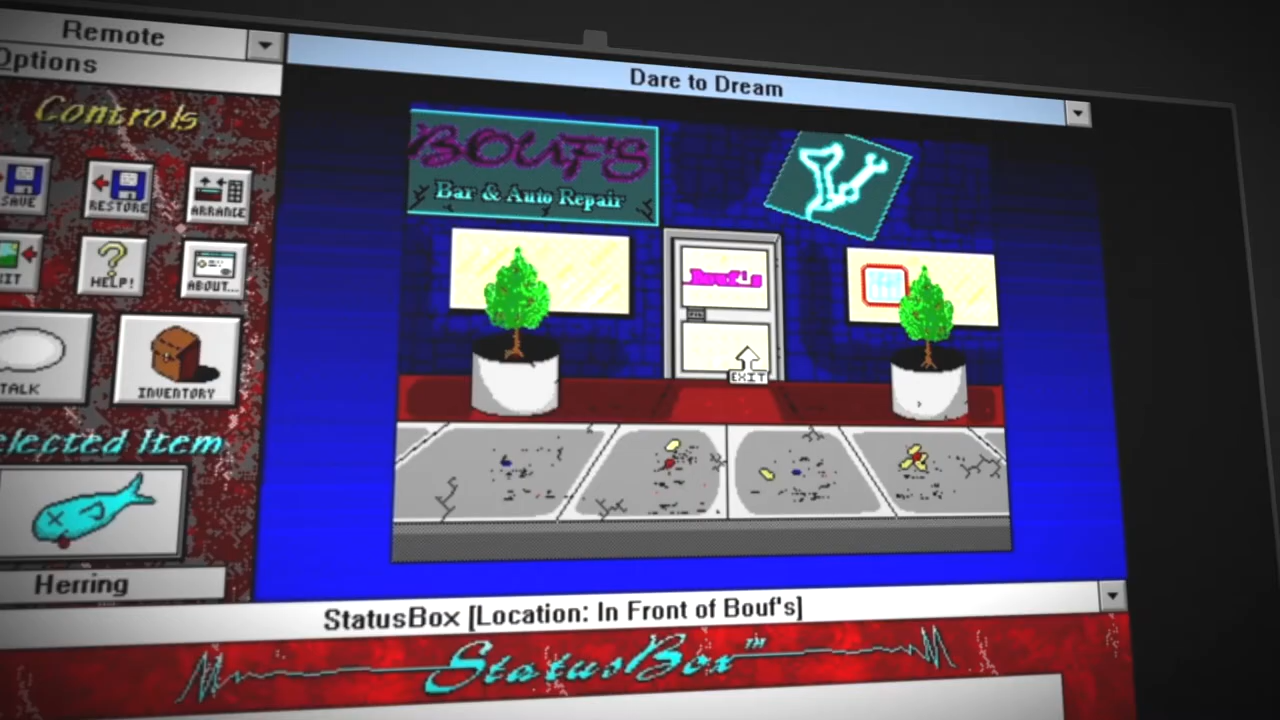 Remote
Options
Controls
SAVE
RESTORE
ARRANGE
HELP!
ABOUT...
TALK
INVENTORY
Selected Item
Herring
Dare to Dream
BOUF'S
Bar & Auto Repair
Bouf's
EXIT
StatusBox [Location: In Front of Bouf's]
StatusBox™